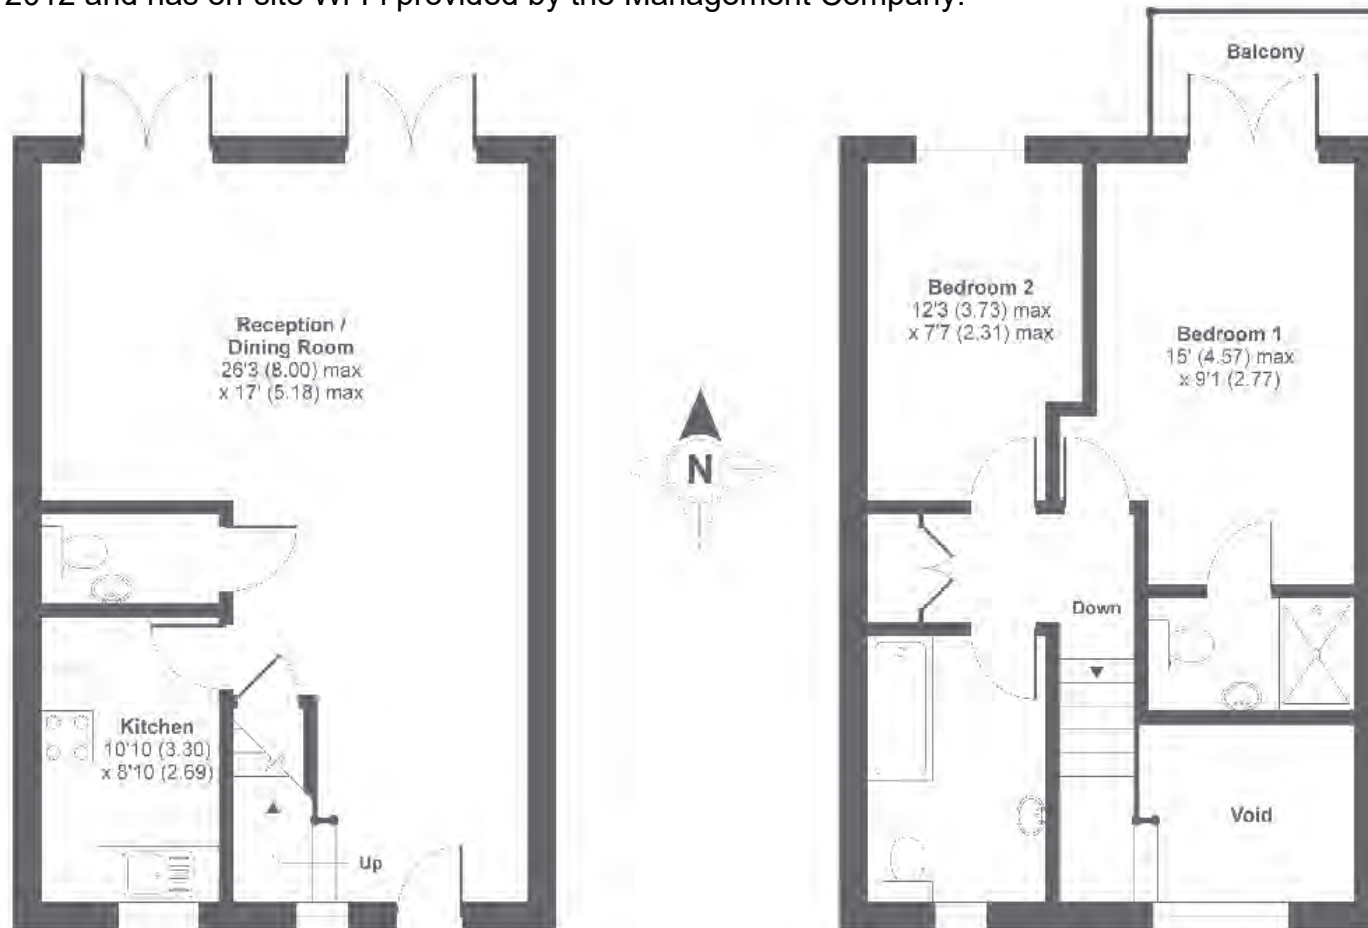 2012 and has on-site Wi-Fi provided by the Management Company.
Balcony
Reception /
Dining Room
26'3 (8.00) max
x 17' (5.18) max
Bedroom 2
12'3 (3.73) max
x 7'7 (2.31) max
Bedroom 1
15' (4.57) max
x 9'1 (2.77)
N
Down
Kitchen
10'10 (3.30)
x 8'10 (2.69)
Up
Void